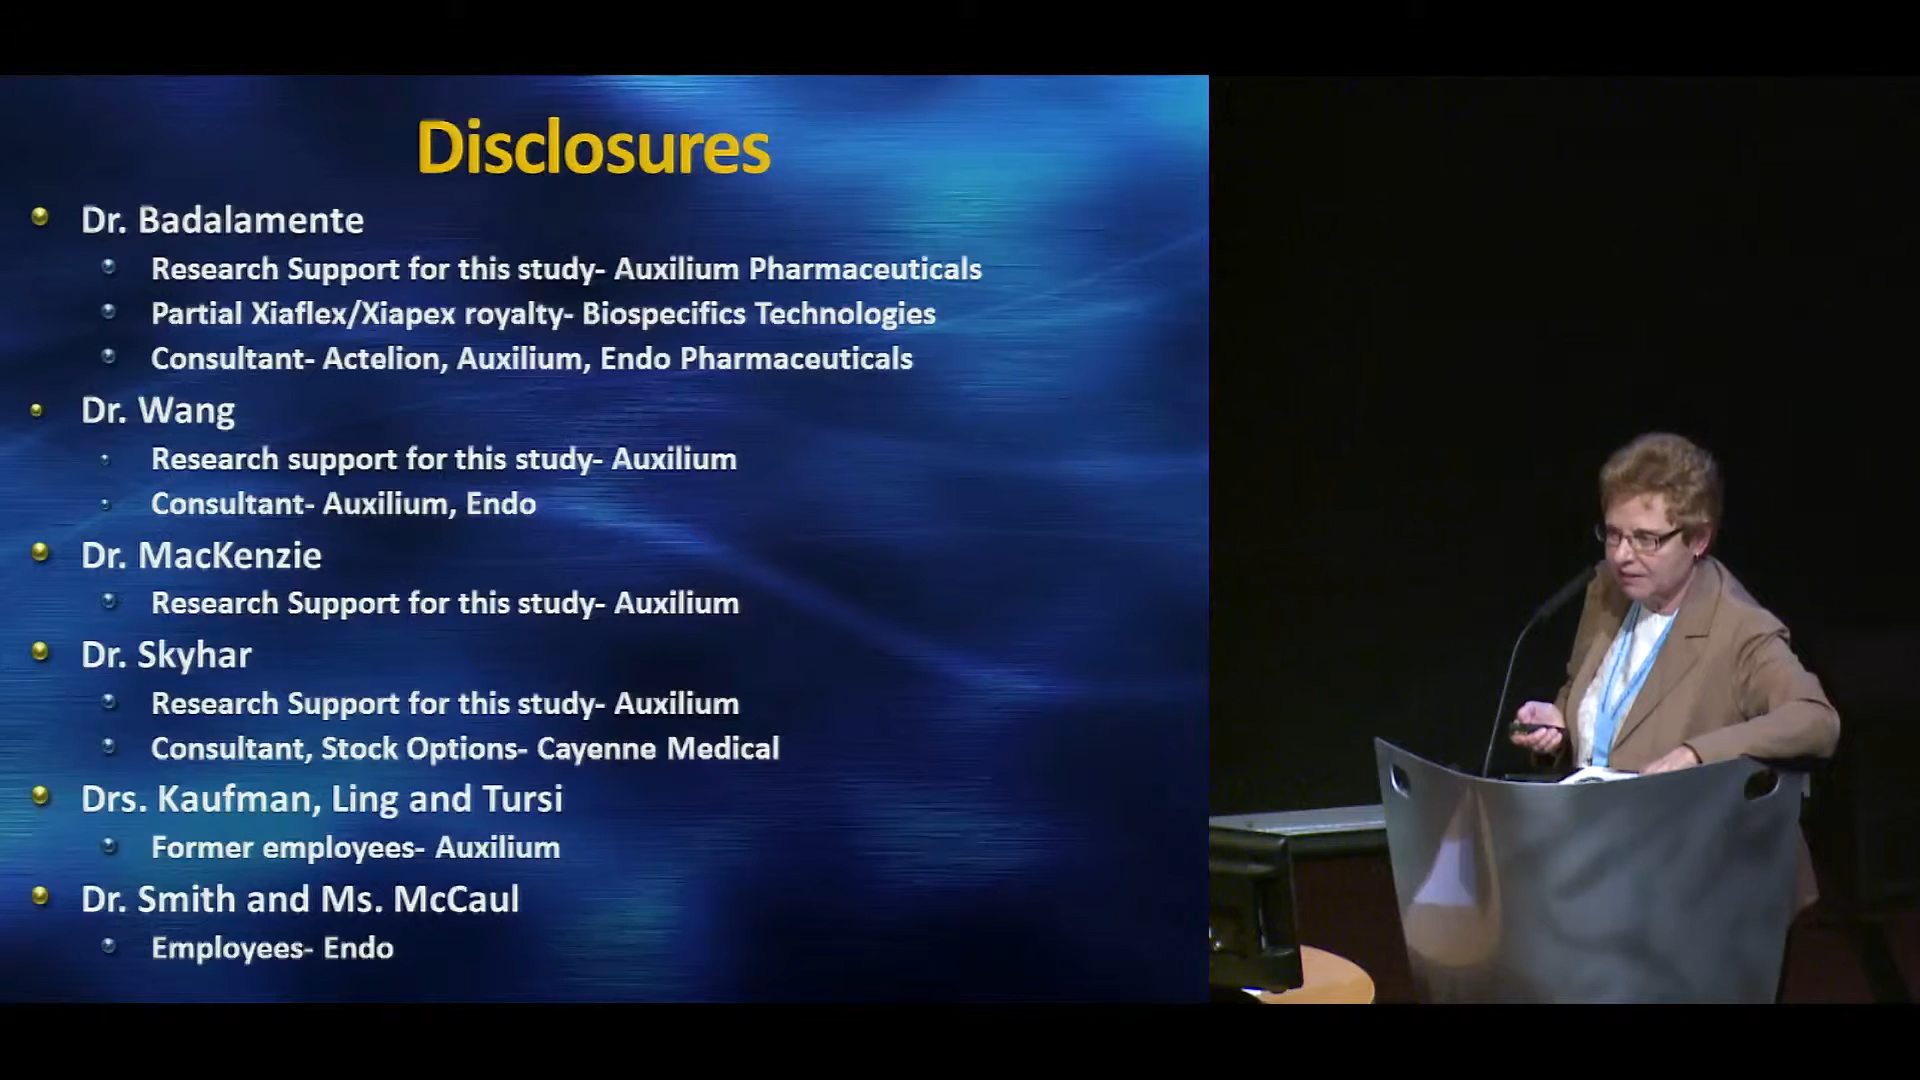 Disclosures
Dr. Badalamente
Research Support for this study- Auxilium Pharmaceuticals
Partial Xiaflex/Xiapex royalty- Biospecifics Technologies
Consultant- Actelion, Auxilium, Endo Pharmaceuticals
Dr. Wang
Research support for this study- Auxilium
Consultant- Auxilium, Endo
Dr. MacKenzie
Research Support for this study- Auxilium
Dr. Skyhar
Research Support for this study- Auxilium
Consultant, Stock Options- Cayenne Medical
Drs. Kaufman, Ling and Tursi
Former employees- Auxilium
Dr. Smith and Ms. McCaul
Employees- Endo